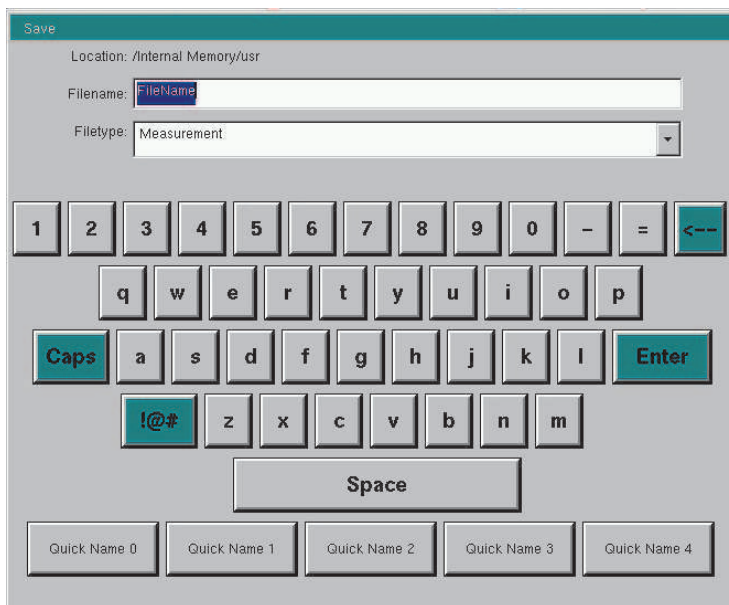 Save
Location: /Internal Memory/usr
Filename: FileName
Filetype: Measurement
1 2 3 4 5 6 7 8 9 0 - = <--
q w e r t y u i o p
Caps a s d f g h j k l Enter
!@# z x c v b n m
Space
Quick Name 0 Quick Name 1 Quick Name 2 Quick Name 3 Quick Name 4